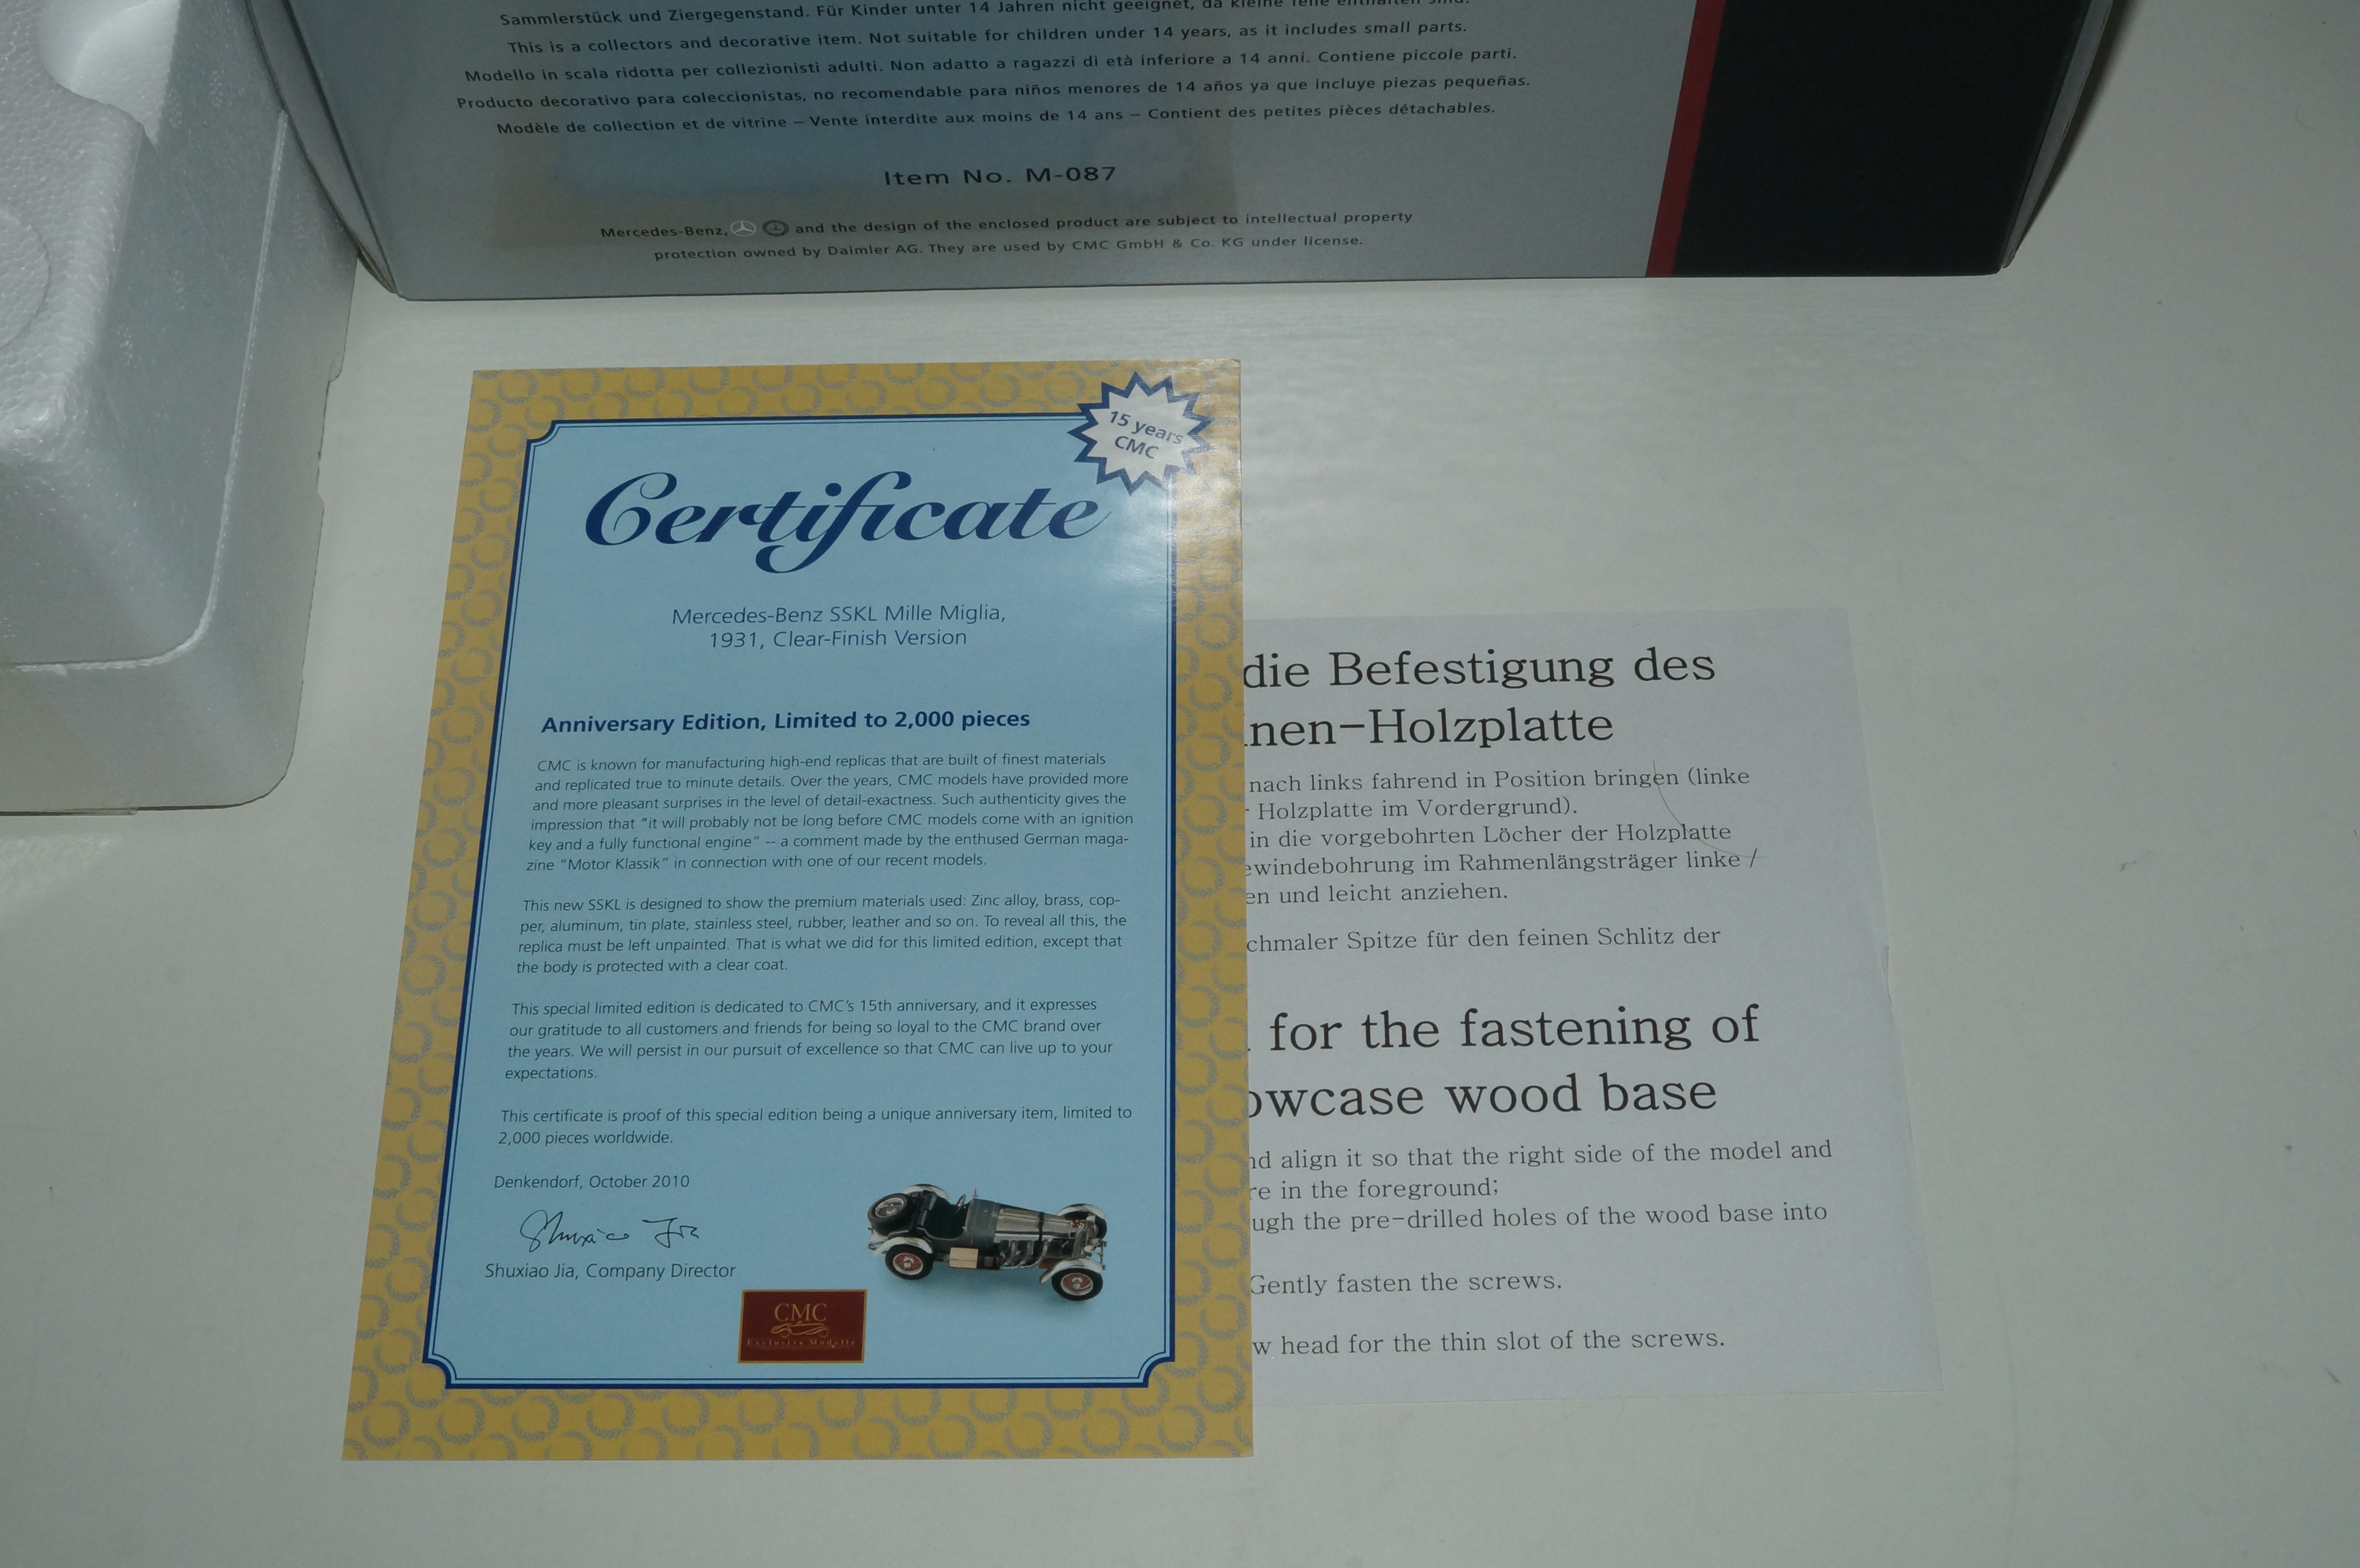 Sammlerstück und Ziergegenstand. Für Kinder unter 14 Jahren nicht geeignet, da kleine Teile enthalten sind.
This is a collectors and decorative item. Not suitable for children under 14 years, as it includes small parts.
Modello in scala ridotta per collezionisti adulti. Non adatto a ragazzi di età inferiore a 14 anni. Contiene piccole parti.
Producto decorativo para coleccionistas, no recomendable para niños menores de 14 años ya que incluye piezas pequeñas.
Modèle de collection et de vitrine – Vente interdite aux moins de 14 ans – Contient des petites pièces détachables.
Item No. M-087
Mercedes-Benz, and the design of the enclosed product are subject to intellectual property
protection owned by Daimler AG. They are used by CMC GmbH & Co. KG under license.
15 years
CMC
Certificate
Mercedes-Benz SSKL Mille Miglia,
1931, Clear-Finish Version
Anniversary Edition, Limited to 2,000 pieces
CMC is known for manufacturing high-end replicas that are built of finest materials
and replicated true to minute details. Over the years, CMC models have provided more
and more pleasant surprises in the level of detail-exactness. Such authenticity gives the
impression that "it will probably not be long before CMC models come with an ignition
key and a fully functional engine" -- a comment made by the enthused German maga-
zine "Motor Klassik" in connection with one of our recent models.
This new SSKL is designed to show the premium materials used: Zinc alloy, brass, cop-
per, aluminum, tin plate, stainless steel, rubber, leather and so on. To reveal all this, the
replica must be left unpainted. That is what we did for this limited edition, except that
the body is protected with a clear coat.
This special limited edition is dedicated to CMC's 15th anniversary, and it expresses
our gratitude to all customers and friends for being so loyal to the CMC brand over
the years. We will persist in our pursuit of excellence so that CMC can live up to your
expectations.
This certificate is proof of this special edition being a unique anniversary item, limited to
2,000 pieces worldwide.
Denkendorf, October 2010
Shuxiao Jia
Shuxiao Jia, Company Director
CMC
Exclusive Modelle
die Befestigung des
nen-Holzplatte
nach links fahrend in Position bringen (linke
Holzplatte im Vordergrund).
in die vorgebohrten Löcher der Holzplatte
ewindebohrung im Rahmenlängsträger linke /
en und leicht anziehen.
chmaler Spitze für den feinen Schlitz der
for the fastening of
owcase wood base
nd align it so that the right side of the model and
re in the foreground;
ugh the pre-drilled holes of the wood base into
Gently fasten the screws.
w head for the thin slot of the screws.